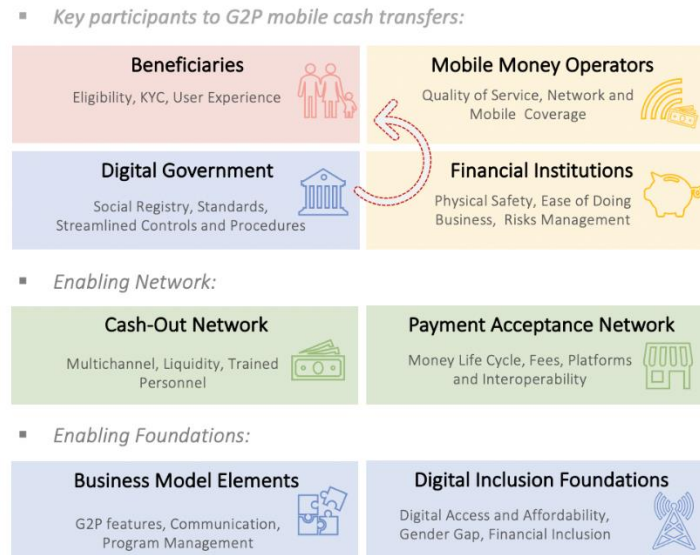 ▪ Key participants to G2P mobile cash transfers:
Beneficiaries
Eligibility, KYC, User Experience
Mobile Money Operators
Quality of Service, Network and
Mobile Coverage
Digital Government
Social Registry, Standards,
Streamlined Controls and Procedures
Financial Institutions
Physical Safety, Ease of Doing
Business, Risks Management
▪ Enabling Network:
Cash-Out Network
Multichannel, Liquidity, Trained
Personnel
Payment Acceptance Network
Money Life Cycle, Fees, Platforms
and Interoperability
▪ Enabling Foundations:
Business Model Elements
G2P features, Communication,
Program Management
Digital Inclusion Foundations
Digital Access and Affordability,
Gender Gap, Financial Inclusion